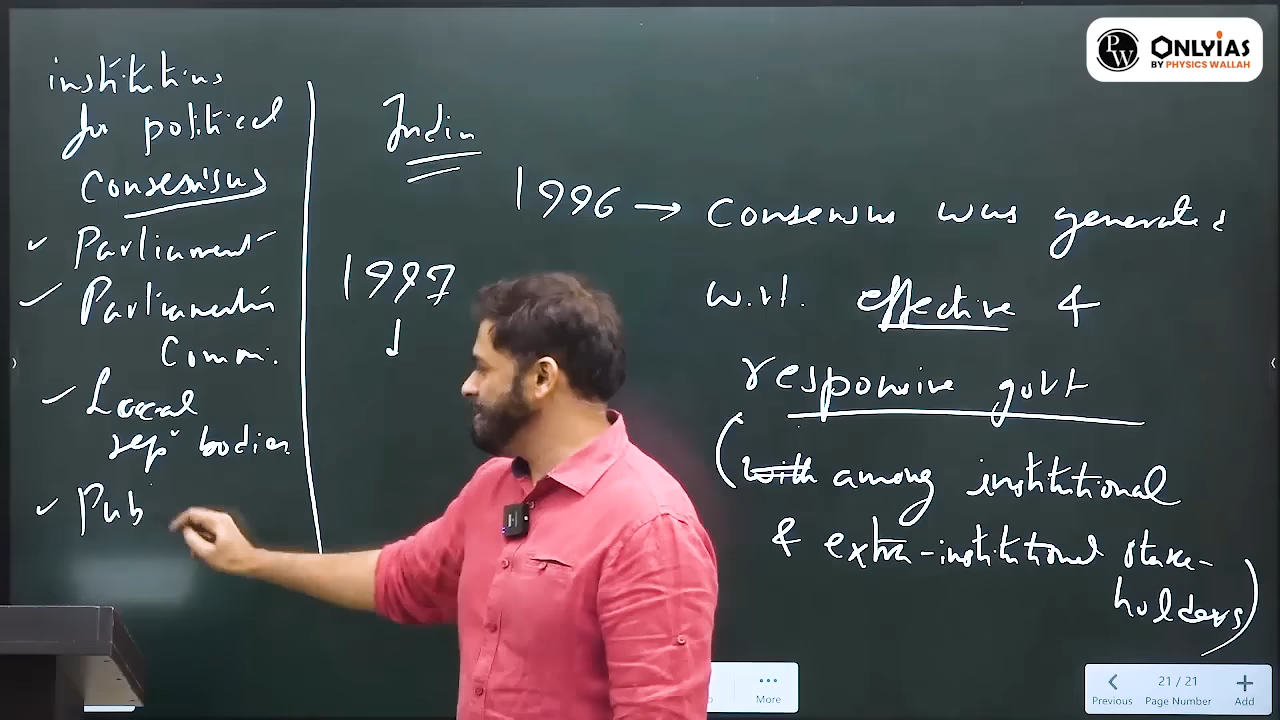 institutions
for political
Consensus
Parliament
Parliamentary
Comm.
Local
rep. bodies
Pub
India
1996 → Consensus was generated
1997
w.r.t. effective &
responsive govt
(with among institutional
& extra-institutional stake-
holders)
PW ONLYIAS
BY PHYSICS WALLAH
More
21 / 21
Previous Page Number Add